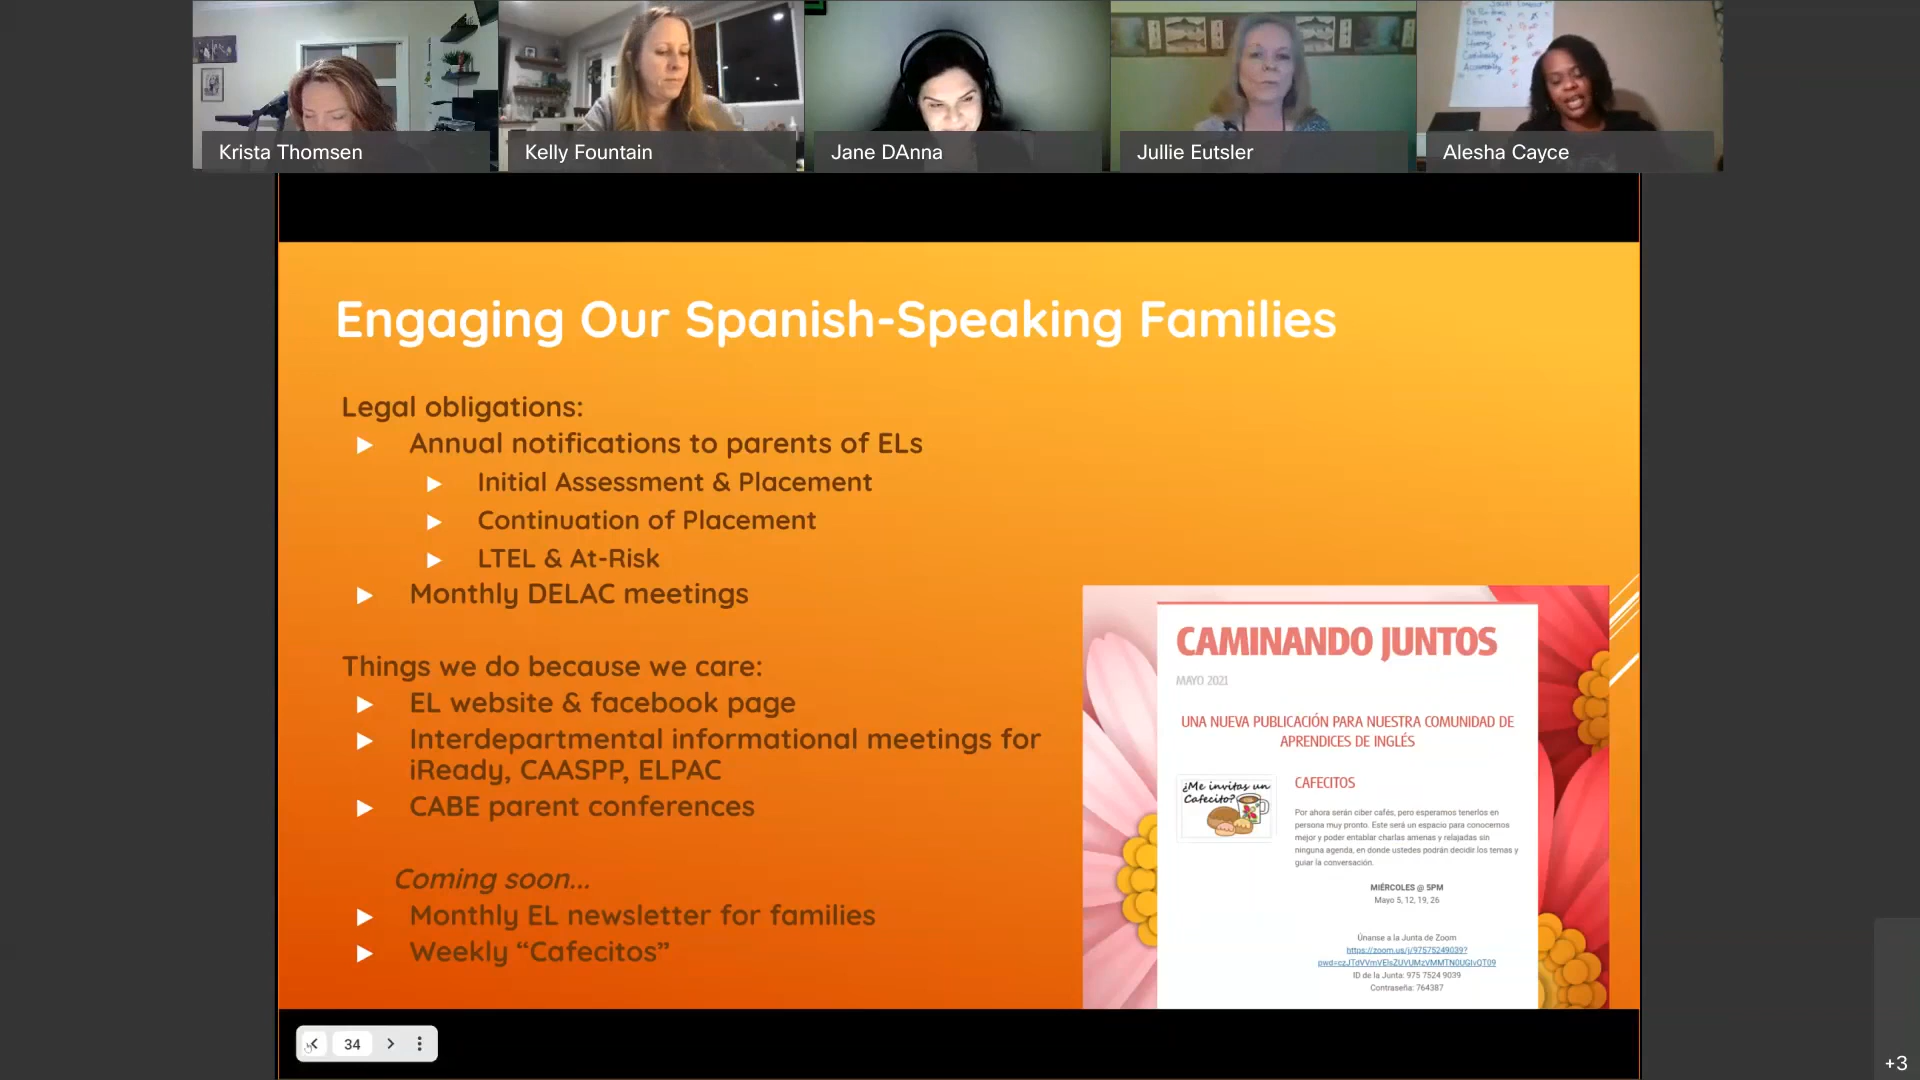 Krista Thomsen
Kelly Fountain
Jane DAnna
Jullie Eutsler
Alesha Cayce
Engaging Our Spanish-Speaking Families
Legal obligations:
Annual notifications to parents of ELs
Initial Assessment & Placement
Continuation of Placement
LTEL & At-Risk
Monthly DELAC meetings
Things we do because we care:
EL website & facebook page
Interdepartmental informational meetings for
iReady, CAASPP, ELPAC
CABE parent conferences
Coming soon...
Monthly EL newsletter for families
Weekly “Cafecitos”
CAMINANDO JUNTOS
MAYO 2021
UNA NUEVA PUBLICACIÓN PARA NUESTRA COMUNIDAD DE
APRENDICES DE INGLÉS
¿Me invitas un
Cafecito?
CAFECITOS
Por ahora serán ciber cafés, pero esperamos tenerlos en
persona muy pronto. Este será un espacio para conocernos
mejor y poder entablar charlas amenas y relajadas sin
ninguna agenda, en donde ustedes podrán decidir los temas y
guiar la conversación.
MIÉRCOLES @ 5PM
Mayo 5, 12, 19, 26
Únanse a la Junta de Zoom
https://zoom.us/j/97575249039?
ID de la Junta: 975 7524 9039
Contraseña: 764387
34
+3